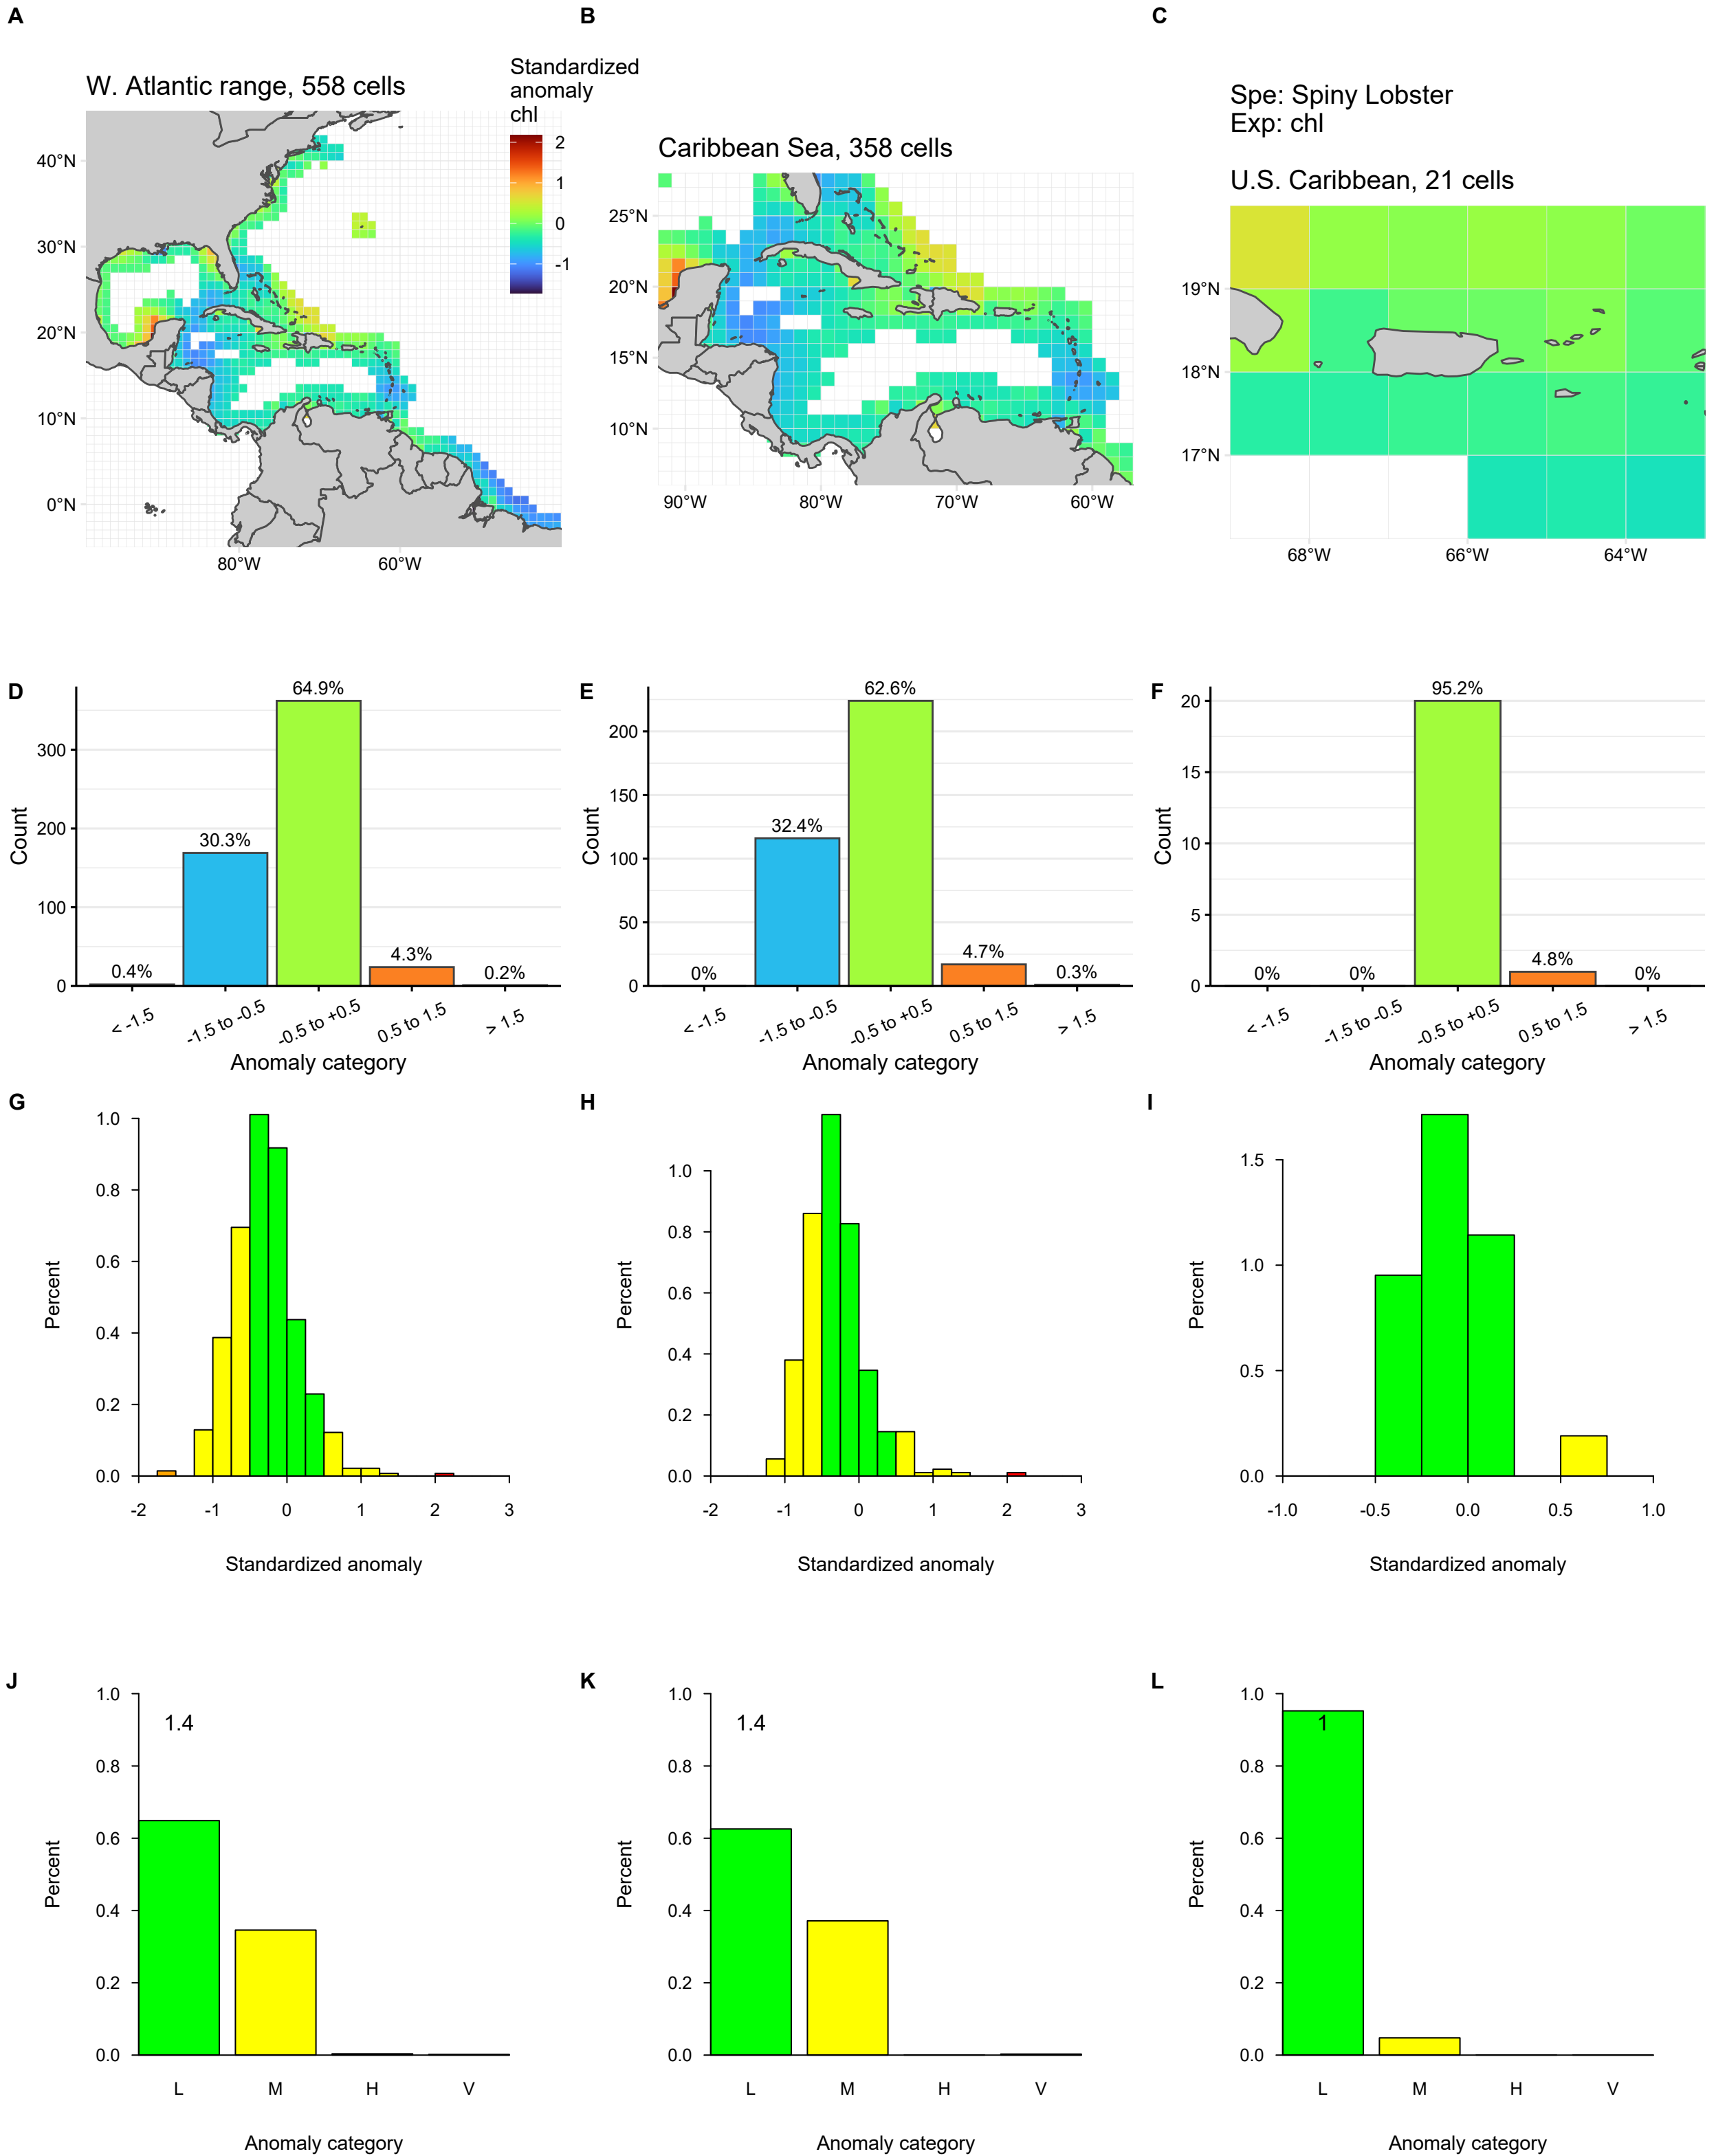 A
B
C
W. Atlantic range, 558 cells
Standardized
anomaly
chl
2
1
0
-1
40°N
30°N
20°N
10°N
0°N
80°W
60°W
Caribbean Sea, 358 cells
25°N
20°N
15°N
10°N
90°W
80°W
70°W
60°W
Spe: Spiny Lobster
Exp: chl
U.S. Caribbean, 21 cells
19°N
18°N
17°N
68°W
66°W
64°W
D
Count
300
200
100
0
0.4%
30.3%
64.9%
4.3%
0.2%
< -1.5
-1.5 to -0.5
-0.5 to +0.5
0.5 to 1.5
> 1.5
Anomaly category
E
Count
200
150
100
50
0
0%
32.4%
62.6%
4.7%
0.3%
< -1.5
-1.5 to -0.5
-0.5 to +0.5
0.5 to 1.5
> 1.5
Anomaly category
F
Count
20
15
10
5
0
0%
0%
95.2%
4.8%
0%
< -1.5
-1.5 to -0.5
-0.5 to +0.5
0.5 to 1.5
> 1.5
Anomaly category
G
Percent
1.0
0.8
0.6
0.4
0.2
0.0
-2
-1
0
1
2
3
Standardized anomaly
H
Percent
1.0
0.8
0.6
0.4
0.2
0.0
-2
-1
0
1
2
3
Standardized anomaly
I
Percent
1.5
1.0
0.5
0.0
-1.0
-0.5
0.0
0.5
1.0
Standardized anomaly
J
Percent
1.0
0.8
0.6
0.4
0.2
0.0
1.4
L
M
H
V
Anomaly category
K
Percent
1.0
0.8
0.6
0.4
0.2
0.0
1.4
L
M
H
V
Anomaly category
L
Percent
1.0
0.8
0.6
0.4
0.2
0.0
1
L
M
H
V
Anomaly category